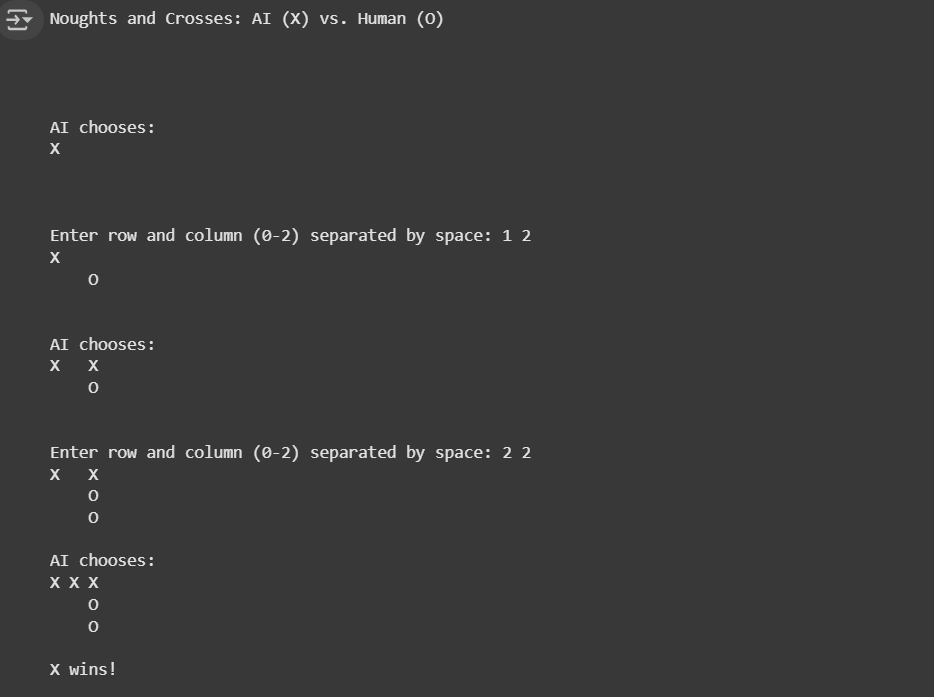 Noughts and Crosses: AI (X) vs. Human (O)
AI chooses:
X
Enter row and column (0-2) separated by space: 1 2
X
    O
AI chooses:
X   X
    O
Enter row and column (0-2) separated by space: 2 2
X   X
    O
    O
AI chooses:
X X X
    O
    O
X wins!